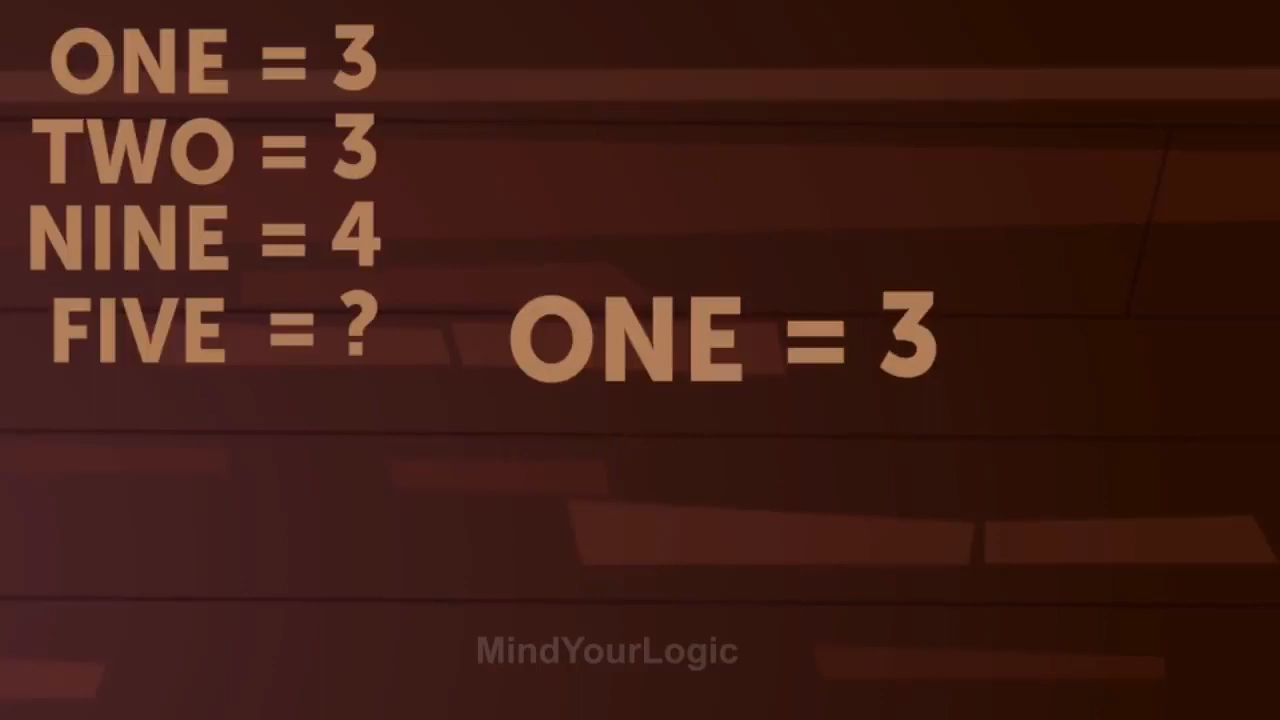 ONE = 3
TWO = 3
NINE = 4
FIVE = ?
ONE = 3
MindYourLogic